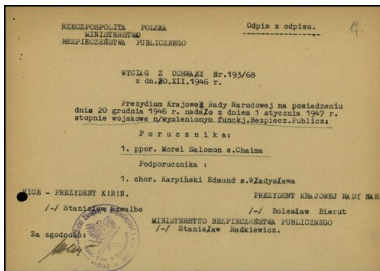 RZECZPOSPOLITA POLSKA
Odpis z odpisu.
MINISTERSTWO
BEZPIECZEŃSTWA PUBLICZNEGO
WYCIĄG Z UCHWAŁY Nr.193/68
z dn.20.XII.1946 r.
Prezydium Krajowej Rady Narodowej na posiedzeniu
dnia 20 grudnia 1946 r. nadało z dniem 1 stycznia 1947 r.
stopnie wojskowe n/wymienionym funkcj.Bezpiecz.Publicz:
Porucznika:
1. ppor. Morel Salomon s.Chaima
Podporucznika :
1. chor. Karpiński Edmund s.Władysława
WICE - PREZYDENT K.R.N.
PREZYDENT KRAJOWEJ RADY NAR
/-/ Stanisław Szwalbe
/-/ Bolesław Bierut
MINISTERSTWO BEZPIECZEŃSTWA PUBLICZNEGO
/-/ Stanisław Radkiewicz.
Za zgodność: